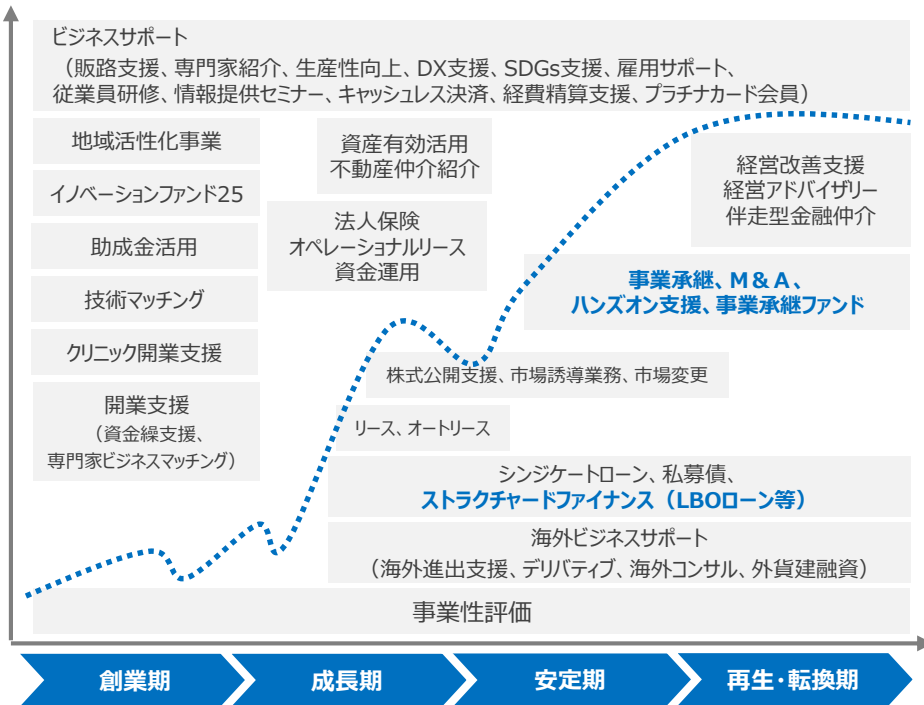 ビジネスサポート
（販路支援、専門家紹介、生産性向上、DX支援、SDGs支援、雇用サポート、
従業員研修、情報提供セミナー、キャッシュレス決済、経費精算支援、プラチナカード会員）
地域活性化事業
イノベーションファンド25
助成金活用
技術マッチング
クリニック開業支援
開業支援
（資金繰支援、
専門家ビジネスマッチング）
資産有効活用
不動産仲介紹介
法人保険
オペレーショナルリース
資金運用
経営改善支援
経営アドバイザリー
伴走型金融仲介
事業承継、M＆A、
ハンズオン支援、事業承継ファンド
株式公開支援、市場誘導業務、市場変更
リース、オートリース
シンジケートローン、私募債、
ストラクチャードファイナンス（LBOローン等）
海外ビジネスサポート
（海外進出支援、デリバティブ、海外コンサル、外貨建融資）
事業性評価
創業期
成長期
安定期
再生・転換期